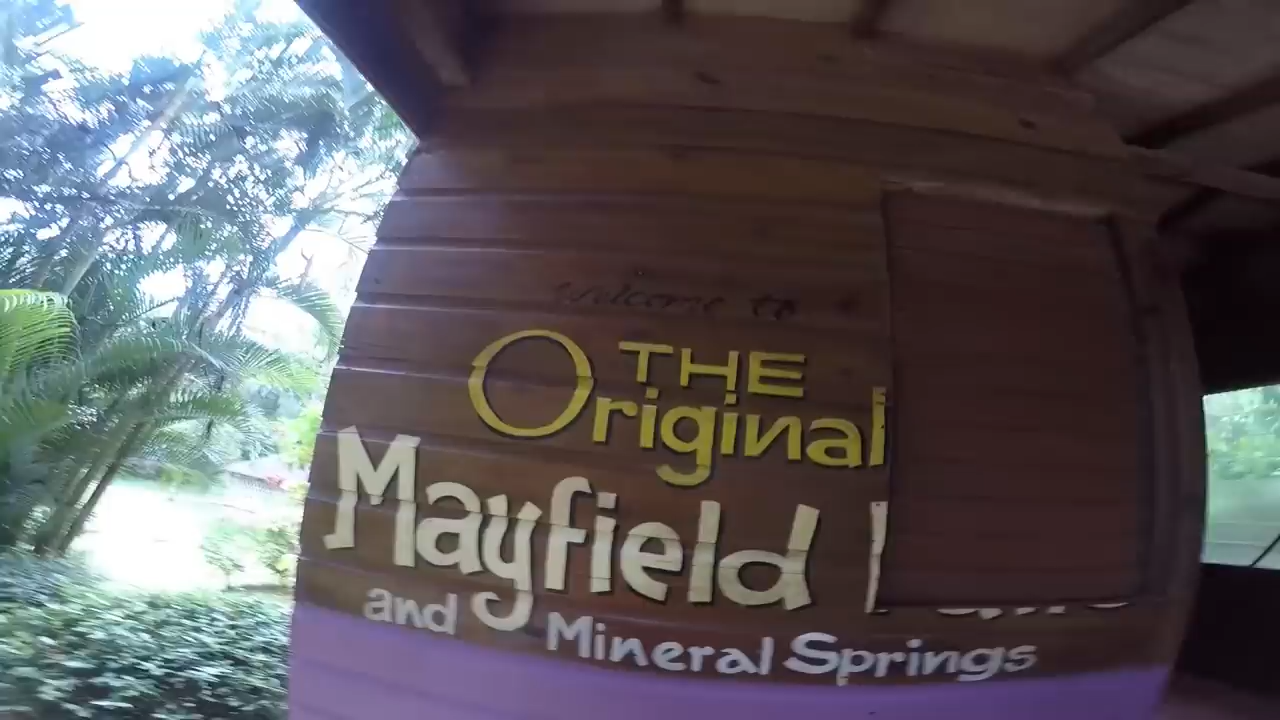 Welcome to
THE
Original
Mayfield
and Mineral Springs